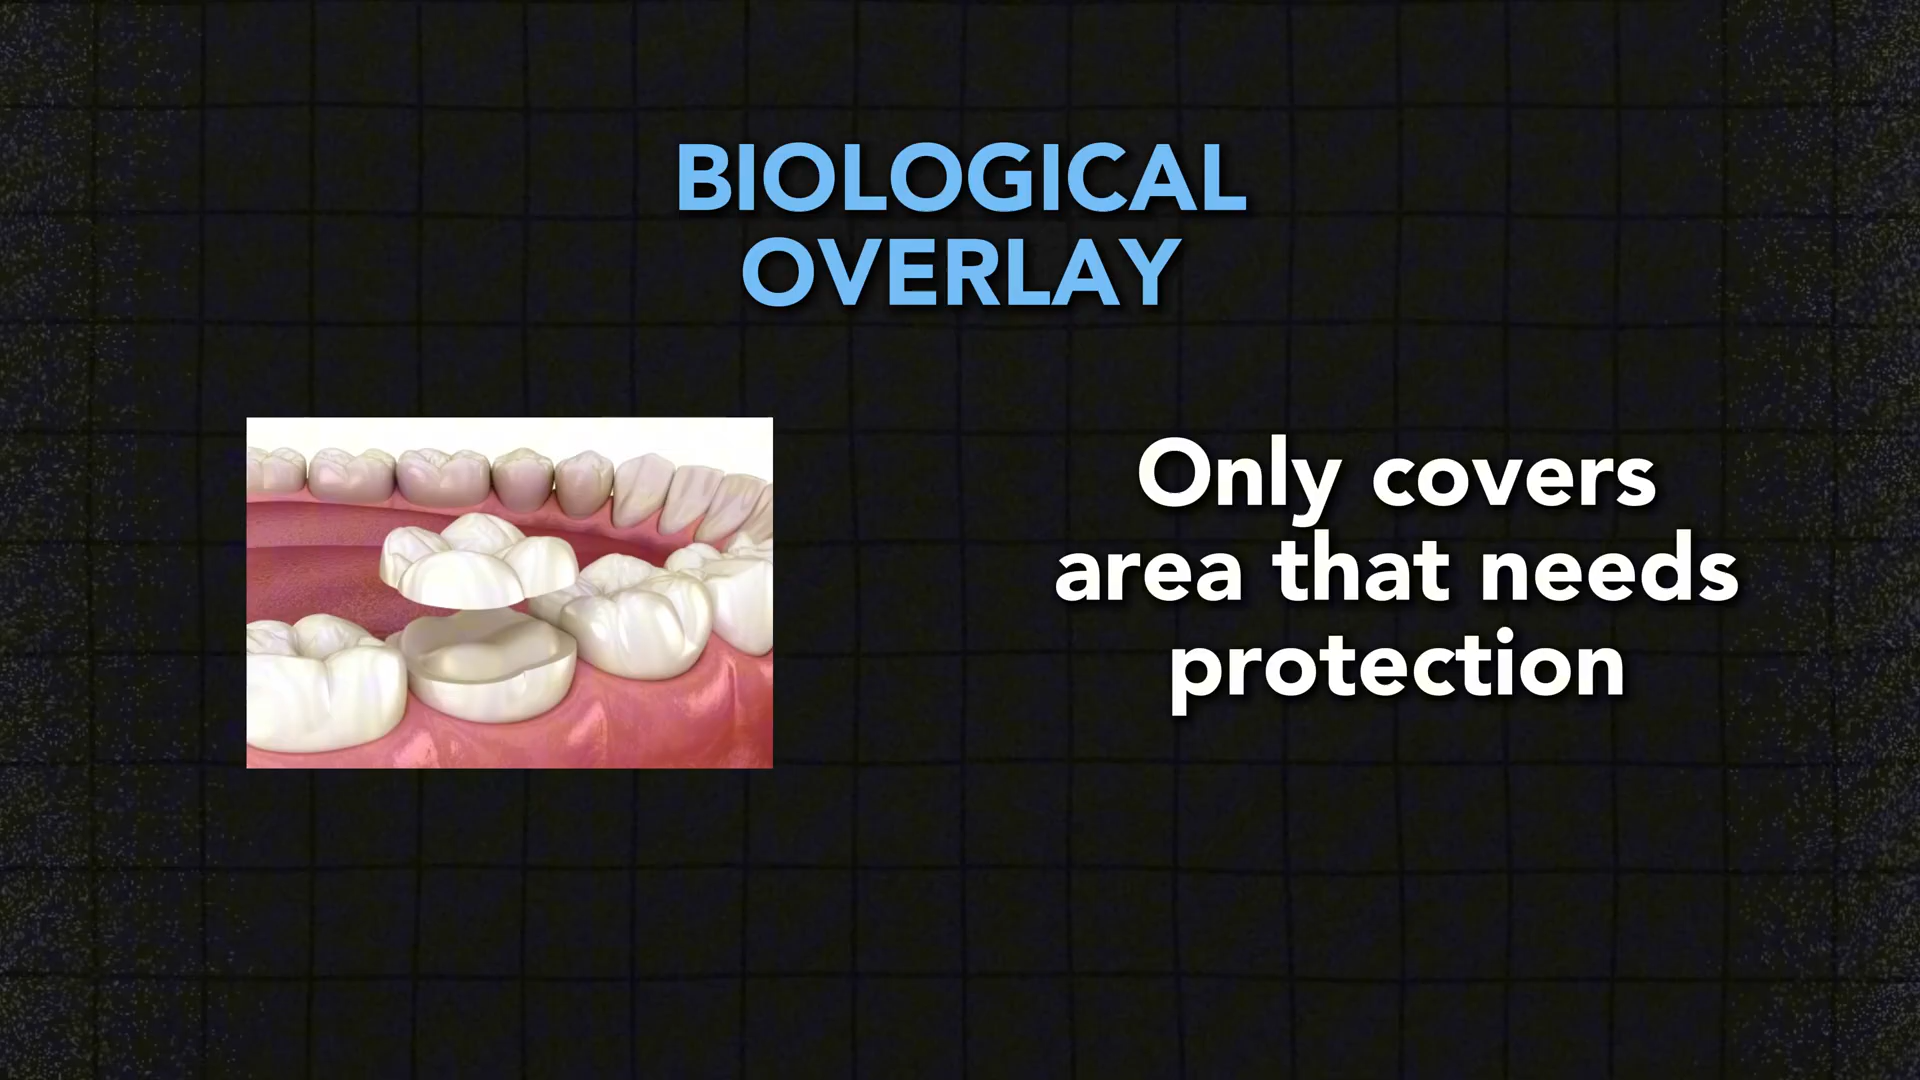 BIOLOGICAL
OVERLAY
Only covers
area that needs
protection